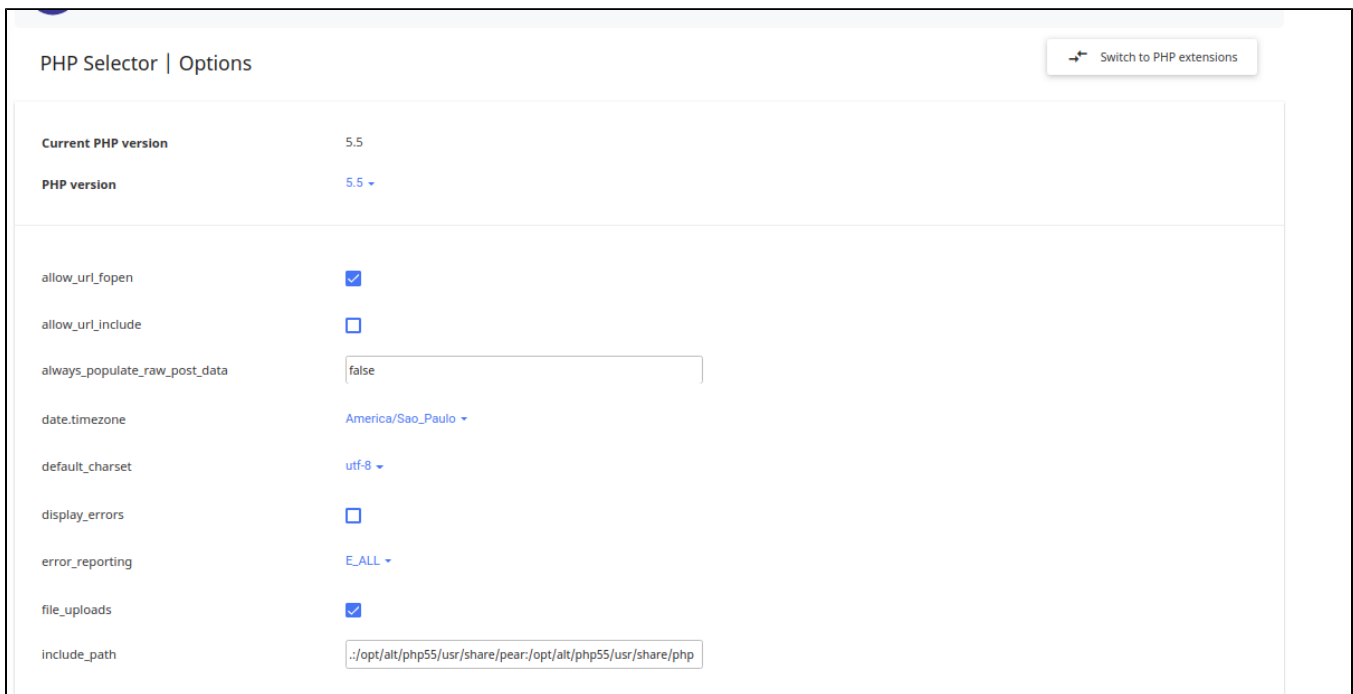 PHP Selector | Options
Switch to PHP extensions
Current PHP version 5.5
PHP version 5.5
allow_url_fopen
allow_url_include
always_populate_raw_post_data false
date.timezone America/Sao_Paulo
default_charset utf-8
display_errors
error_reporting E_ALL
file_uploads
include_path .:/opt/alt/php55/usr/share/pear:/opt/alt/php55/usr/share/php